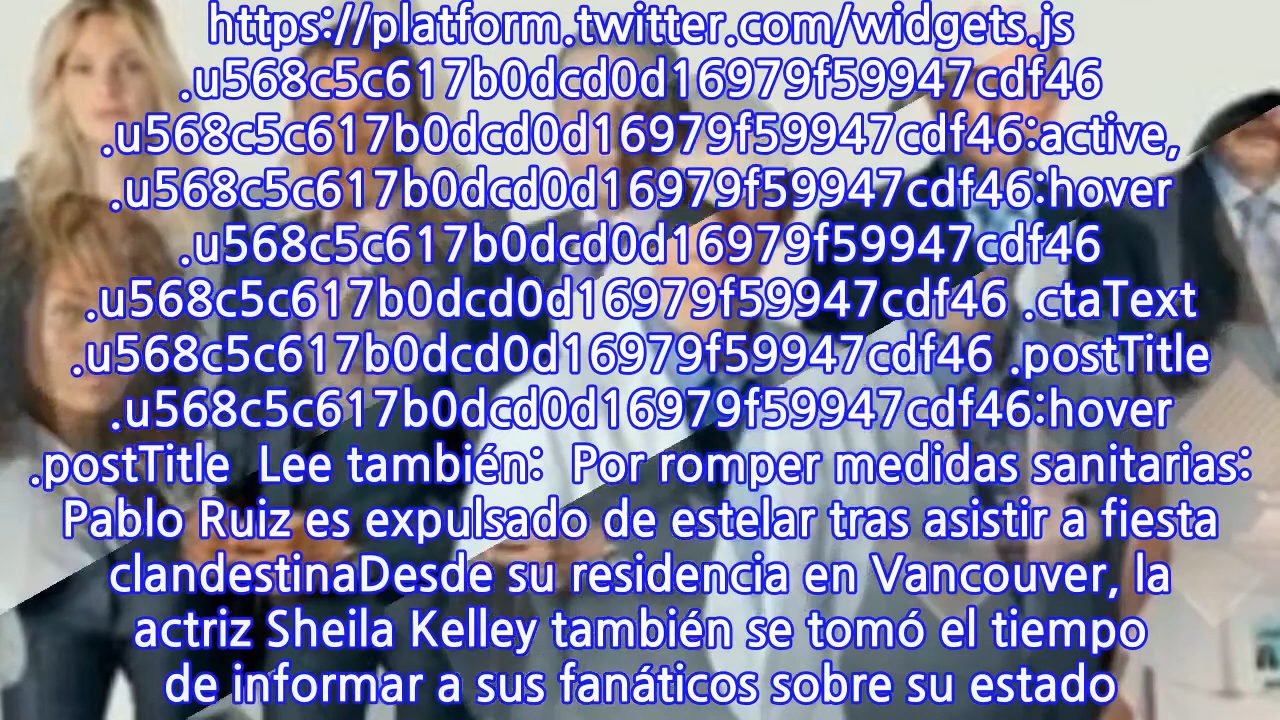 https://platform.twitter.com/widgets.js
.u568c5c617b0dcd0d16979f59947cdf46
.u568c5c617b0dcd0d16979f59947cdf46:active,
.u568c5c617b0dcd0d16979f59947cdf46:hover
.u568c5c617b0dcd0d16979f59947cdf46
.u568c5c617b0dcd0d16979f59947cdf46 .ctaText
.u568c5c617b0dcd0d16979f59947cdf46 .postTitle
.u568c5c617b0dcd0d16979f59947cdf46:hover
.postTitle  Lee también:  Por romper medidas sanitarias:
Pablo Ruiz es expulsado de estelar tras asistir a fiesta
clandestinaDesde su residencia en Vancouver, la
actriz Sheila Kelley también se tomó el tiempo
de informar a sus fanáticos sobre su estado